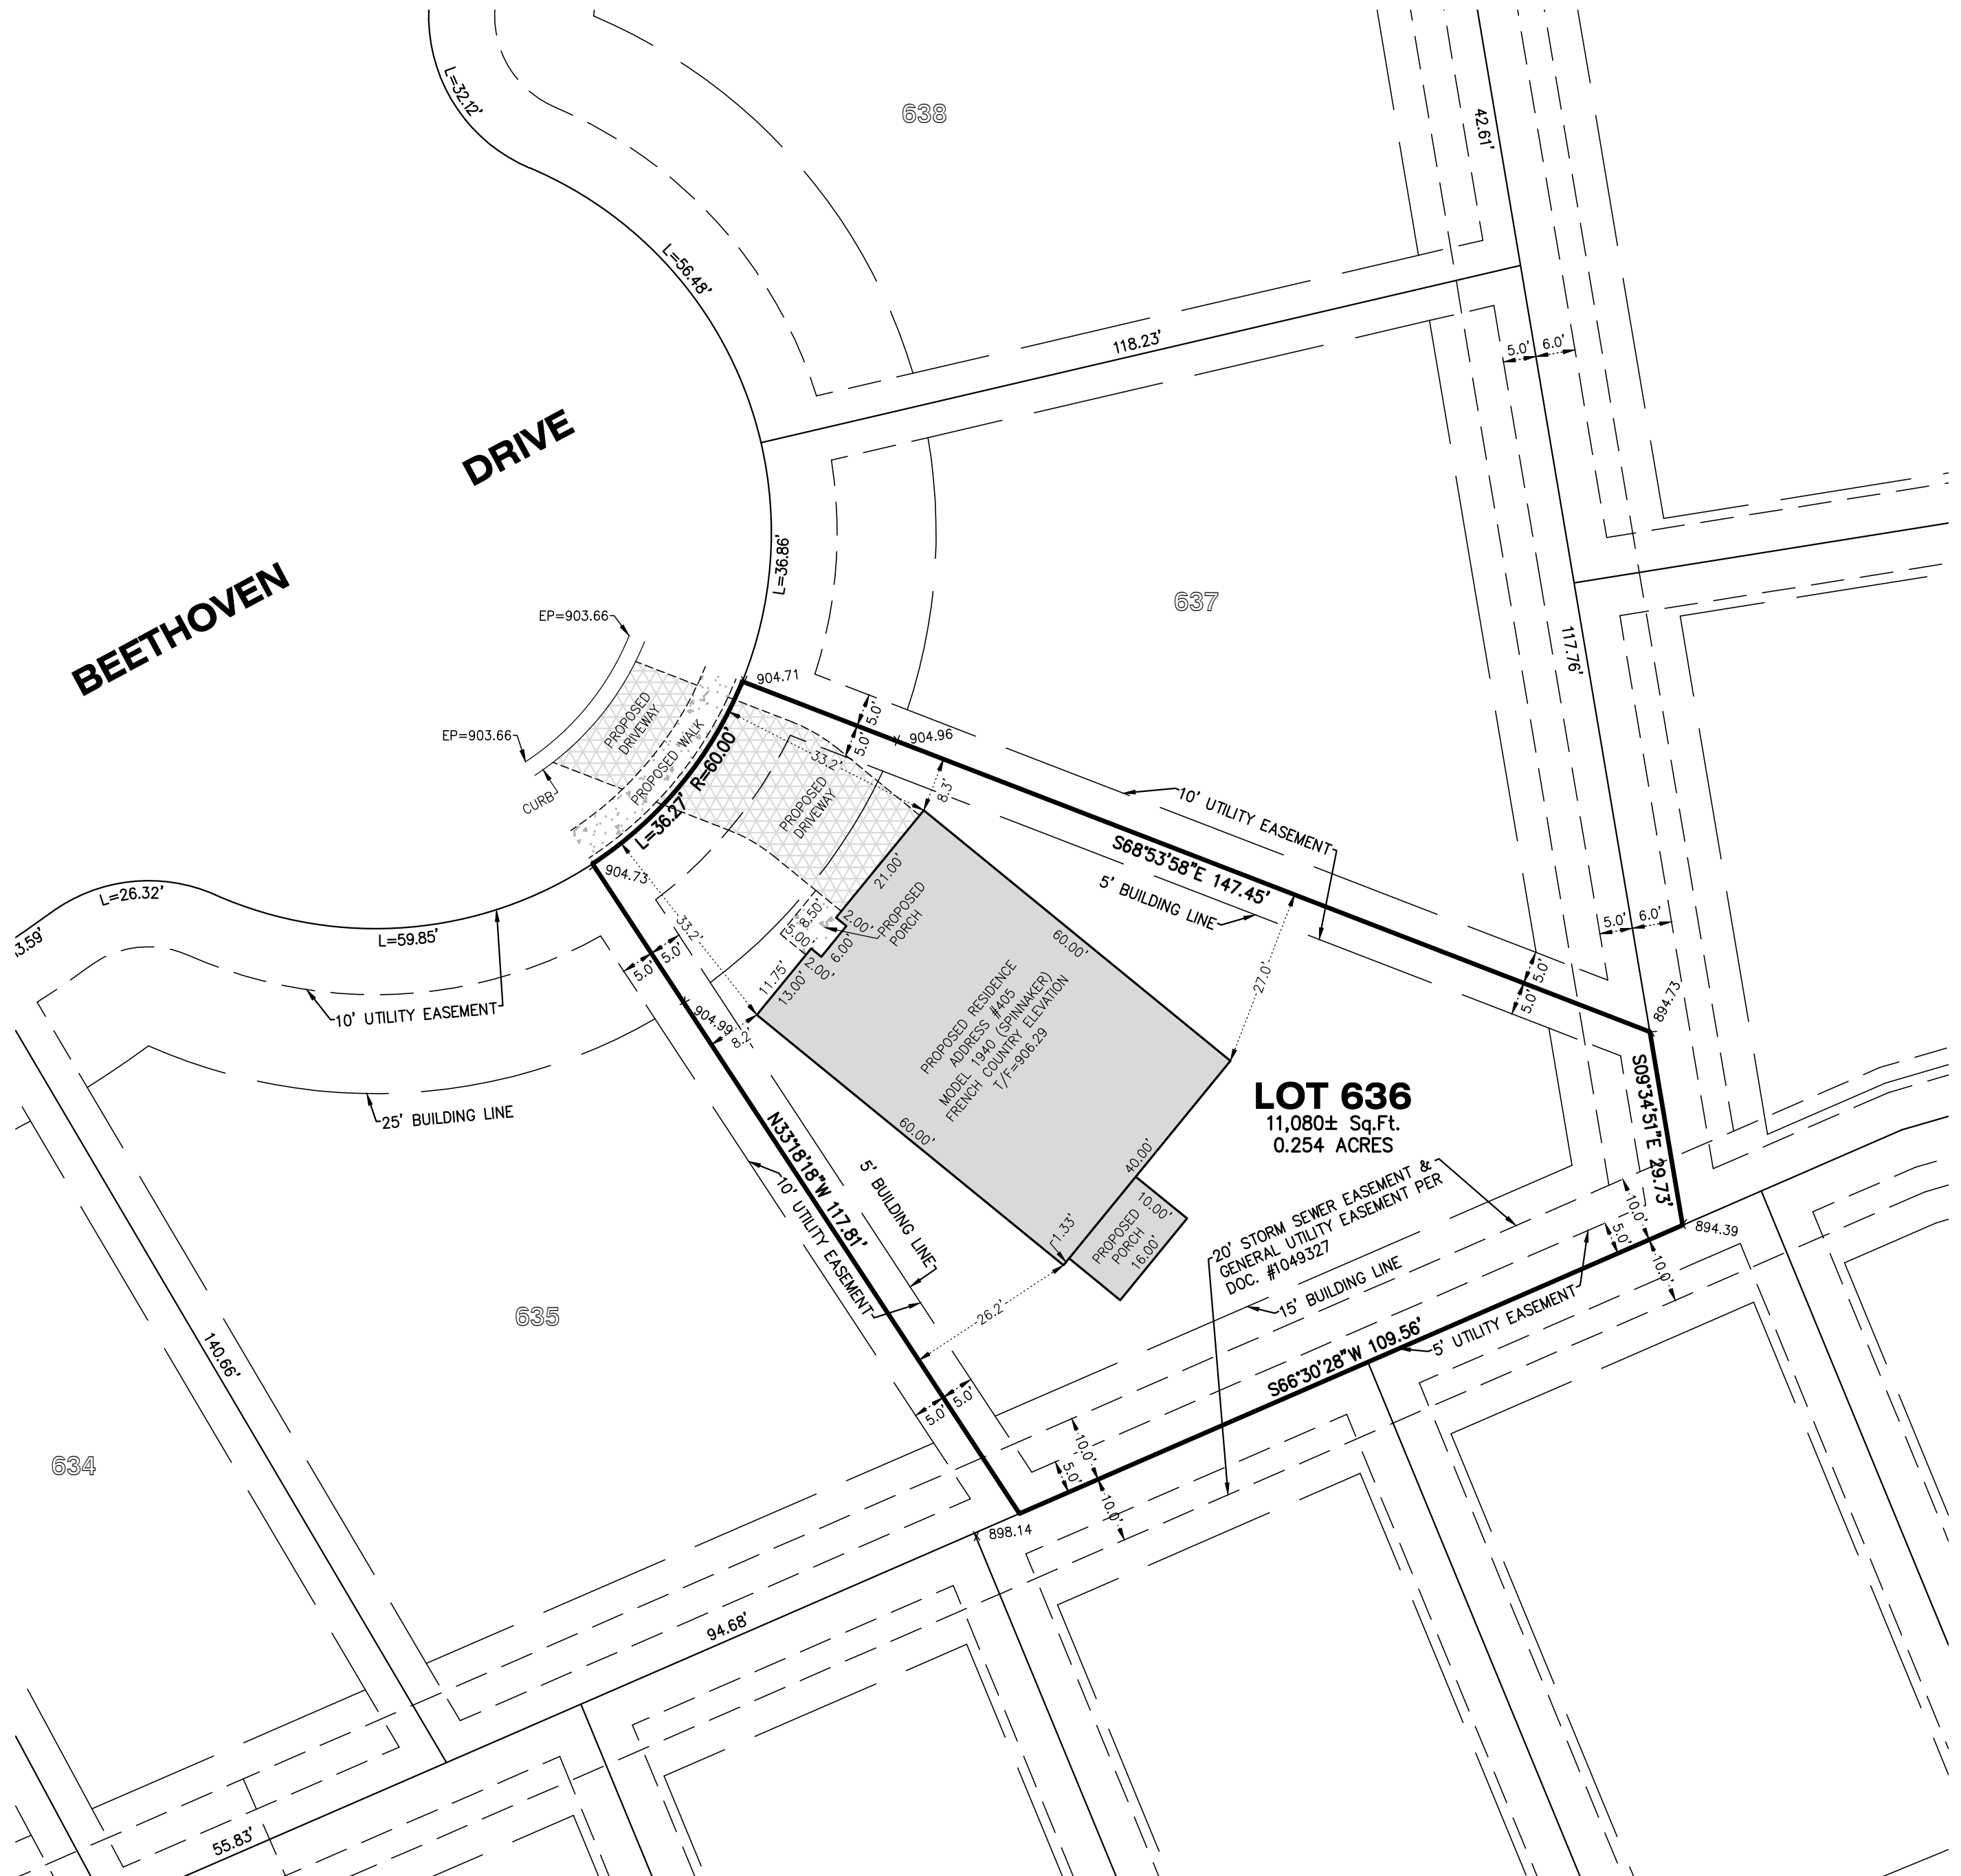 L=32.12'
638
42.61'
L=56.48'
118.23'
5.0'
6.0'
DRIVE
BEETHOVEN
L=36.86'
637
117.76'
EP=903.66
EP=903.66
CURB
PROPOSED
DRIVEWAY
PROPOSED WALK
904.71
904.96
5.0'
5.0'
33.2'
8.3'
L=36.27' R=60.00'
PROPOSED
DRIVEWAY
10' UTILITY EASEMENT
S68°53'58"E 147.45'
5' BUILDING LINE
904.73
L=26.32'
3.59'
L=59.85'
10' UTILITY EASEMENT
25' BUILDING LINE
33.2'
5.0'
5.0'
904.99
8.2'
21.00'
8.50'
5.00'
2.00'
6.00'
2.00'
11.75'
13.00'
PROPOSED
PORCH
60.00'
PROPOSED RESIDENCE
ADDRESS #405
MODEL 1940 (SPINNAKER)
FRENCH COUNTRY ELEVATION
T/F=906.29
60.00'
27.0'
5.0'
6.0'
5.0'
5.0'
894.73
S09°34'51"E 29.73'
LOT 636
11,080± Sq.Ft.
0.254 ACRES
40.00'
10.00'
PROPOSED
PORCH
16.00'
1.33'
26.2'
N33°18'18"W 117.81'
10' UTILITY EASEMENT
5' BUILDING LINE
20' STORM SEWER EASEMENT &
GENERAL UTILITY EASEMENT PER
DOC. #1049327
15' BUILDING LINE
10.0'
5.0'
10.0'
894.39
S66°30'28"W 109.56'
5' UTILITY EASEMENT
635
140.66'
634
5.0'
5.0'
10.0'
5.0'
10.0'
898.14
94.68'
55.83'